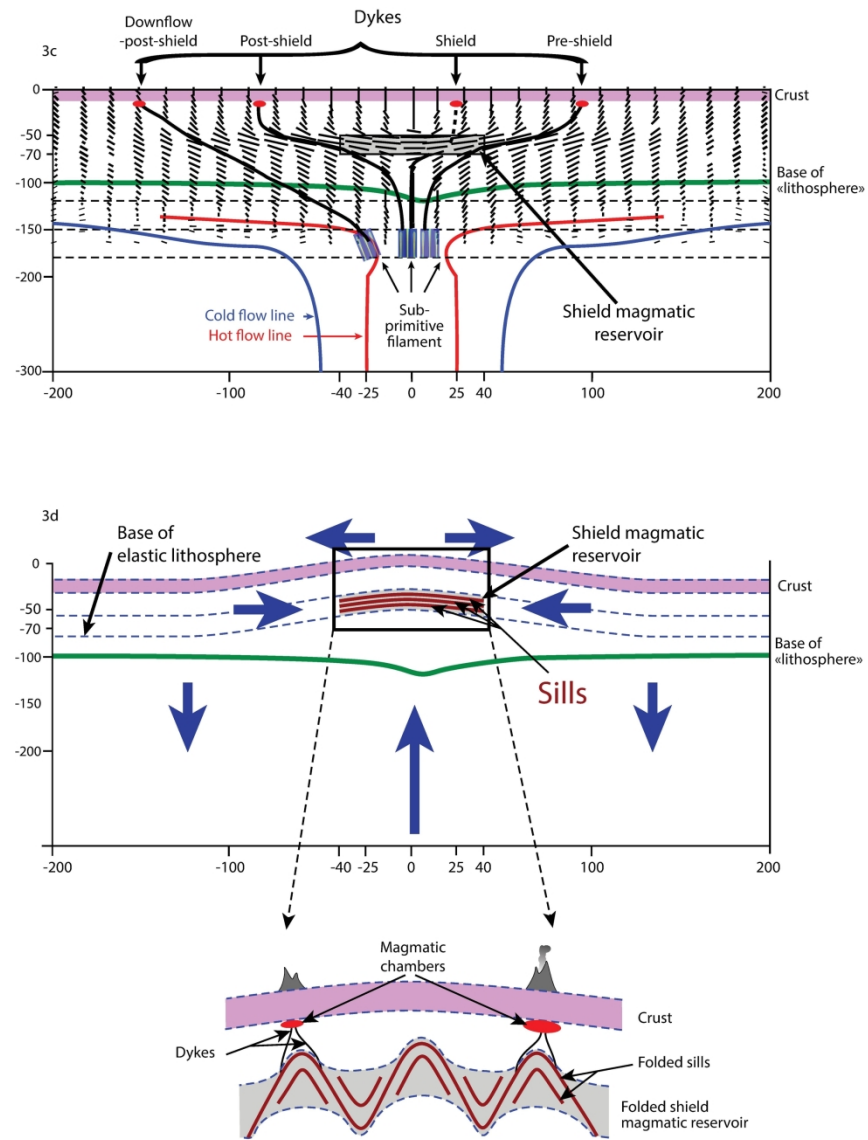 Dykes
Downflow
-post-shield
Post-shield
Shield
Pre-shield
3c
0
-50
-70
-100
-150
-200
-300
Crust
Base of
«lithosphere»
Cold flow line
Hot flow line
Sub-
primitive
filament
Shield magmatic
reservoir
-200
-100
-40
-25
0
25
40
100
200
3d
Base of
elastic lithosphere
Shield magmatic
reservoir
0
-50
-70
-100
-150
-200
Crust
Base of
«lithosphere»
Sills
-200
-100
-40
-25
0
25
40
100
200
Magmatic
chambers
Crust
Dykes
Folded sills
Folded shield
magmatic reservoir